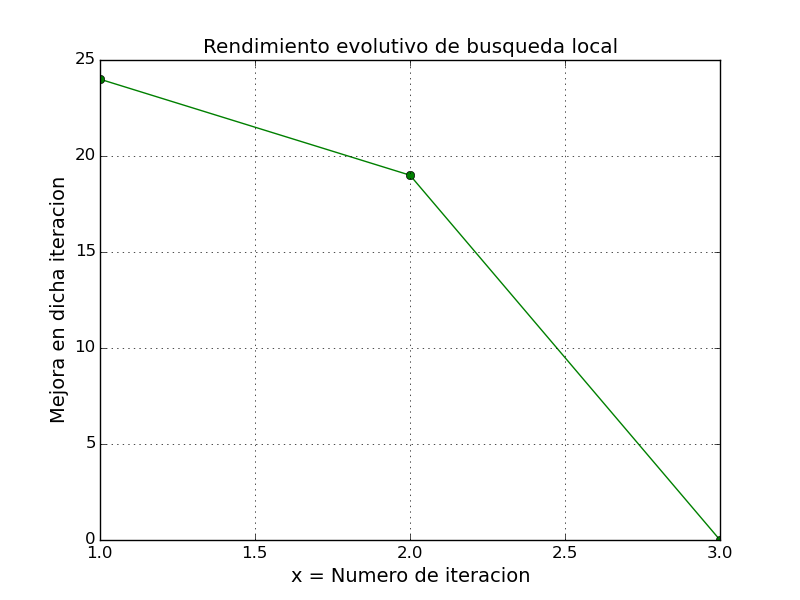 Rendimiento evolutivo de busqueda local
25
20
15
10
5
0
Mejora en dicha iteracion
1.0 1.5 2.0 2.5 3.0
x = Numero de iteracion